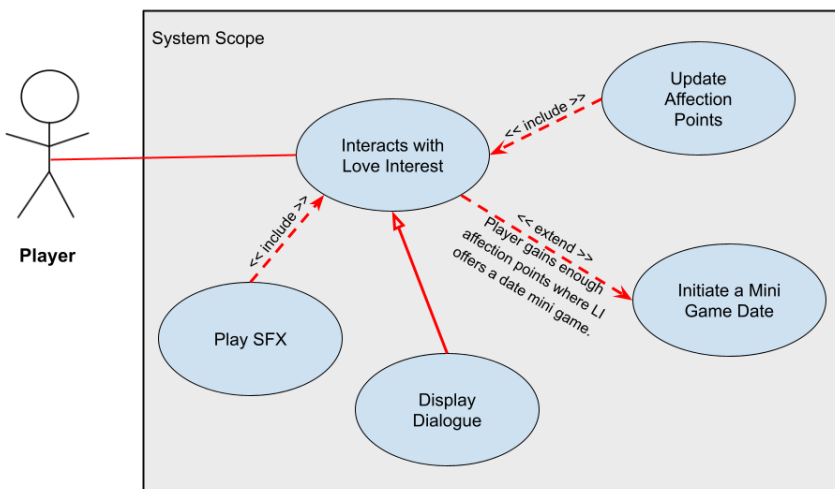 System Scope
Update
Affection
Points
<< include >>
Interacts with
Love Interest
Player
<< include >>
<< extend >>
Player gains enough
affection points where LI
offers a date mini game.
Initiate a Mini
Game Date
Play SFX
Display
Dialogue